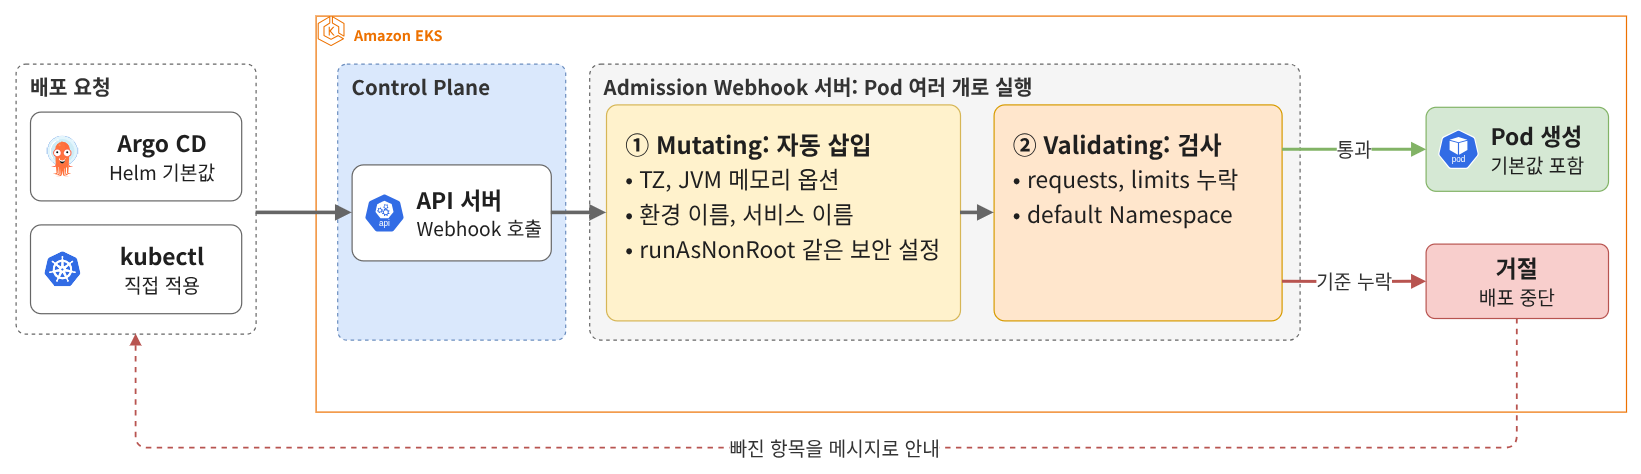 Amazon EKS
배포 요청
Argo CD
Helm 기본값
kubectl
직접 적용
Control Plane
api
API 서버
Webhook 호출
Admission Webhook 서버: Pod 여러 개로 실행
① Mutating: 자동 삽입
• TZ, JVM 메모리 옵션
• 환경 이름, 서비스 이름
• runAsNonRoot 같은 보안 설정
② Validating: 검사
• requests, limits 누락
• default Namespace
통과
pod
Pod 생성
기본값 포함
기준 누락
거절
배포 중단
빠진 항목을 메시지로 안내